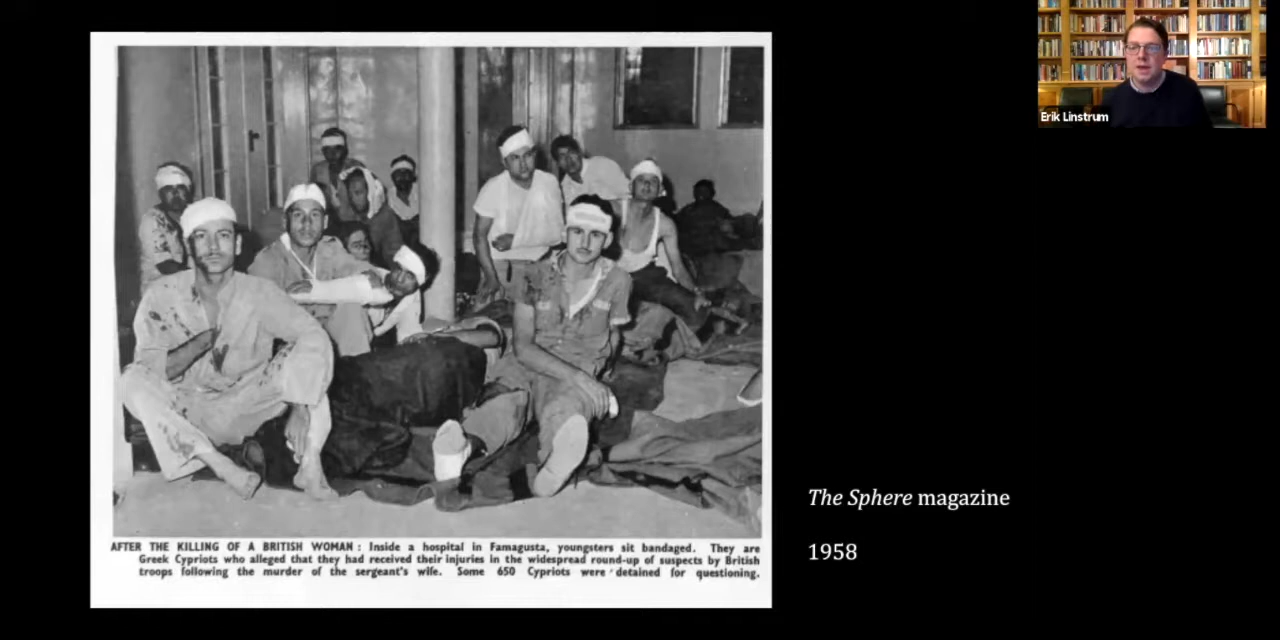 Erik Linstrum
AFTER THE KILLING OF A BRITISH WOMAN : Inside a hospital in Famagusta, youngsters sit bandaged. They are
Greek Cypriots who alleged that they had received their injuries in the widespread round-up of suspects by British
troops following the murder of the sergeant's wife. Some 650 Cypriots were detained for questioning.
The Sphere magazine
1958